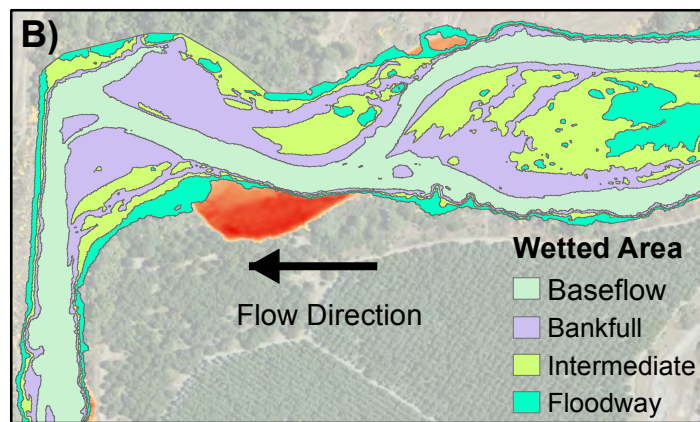 B)
Flow Direction
Wetted Area
Baseflow
Bankfull
Intermediate
Floodway